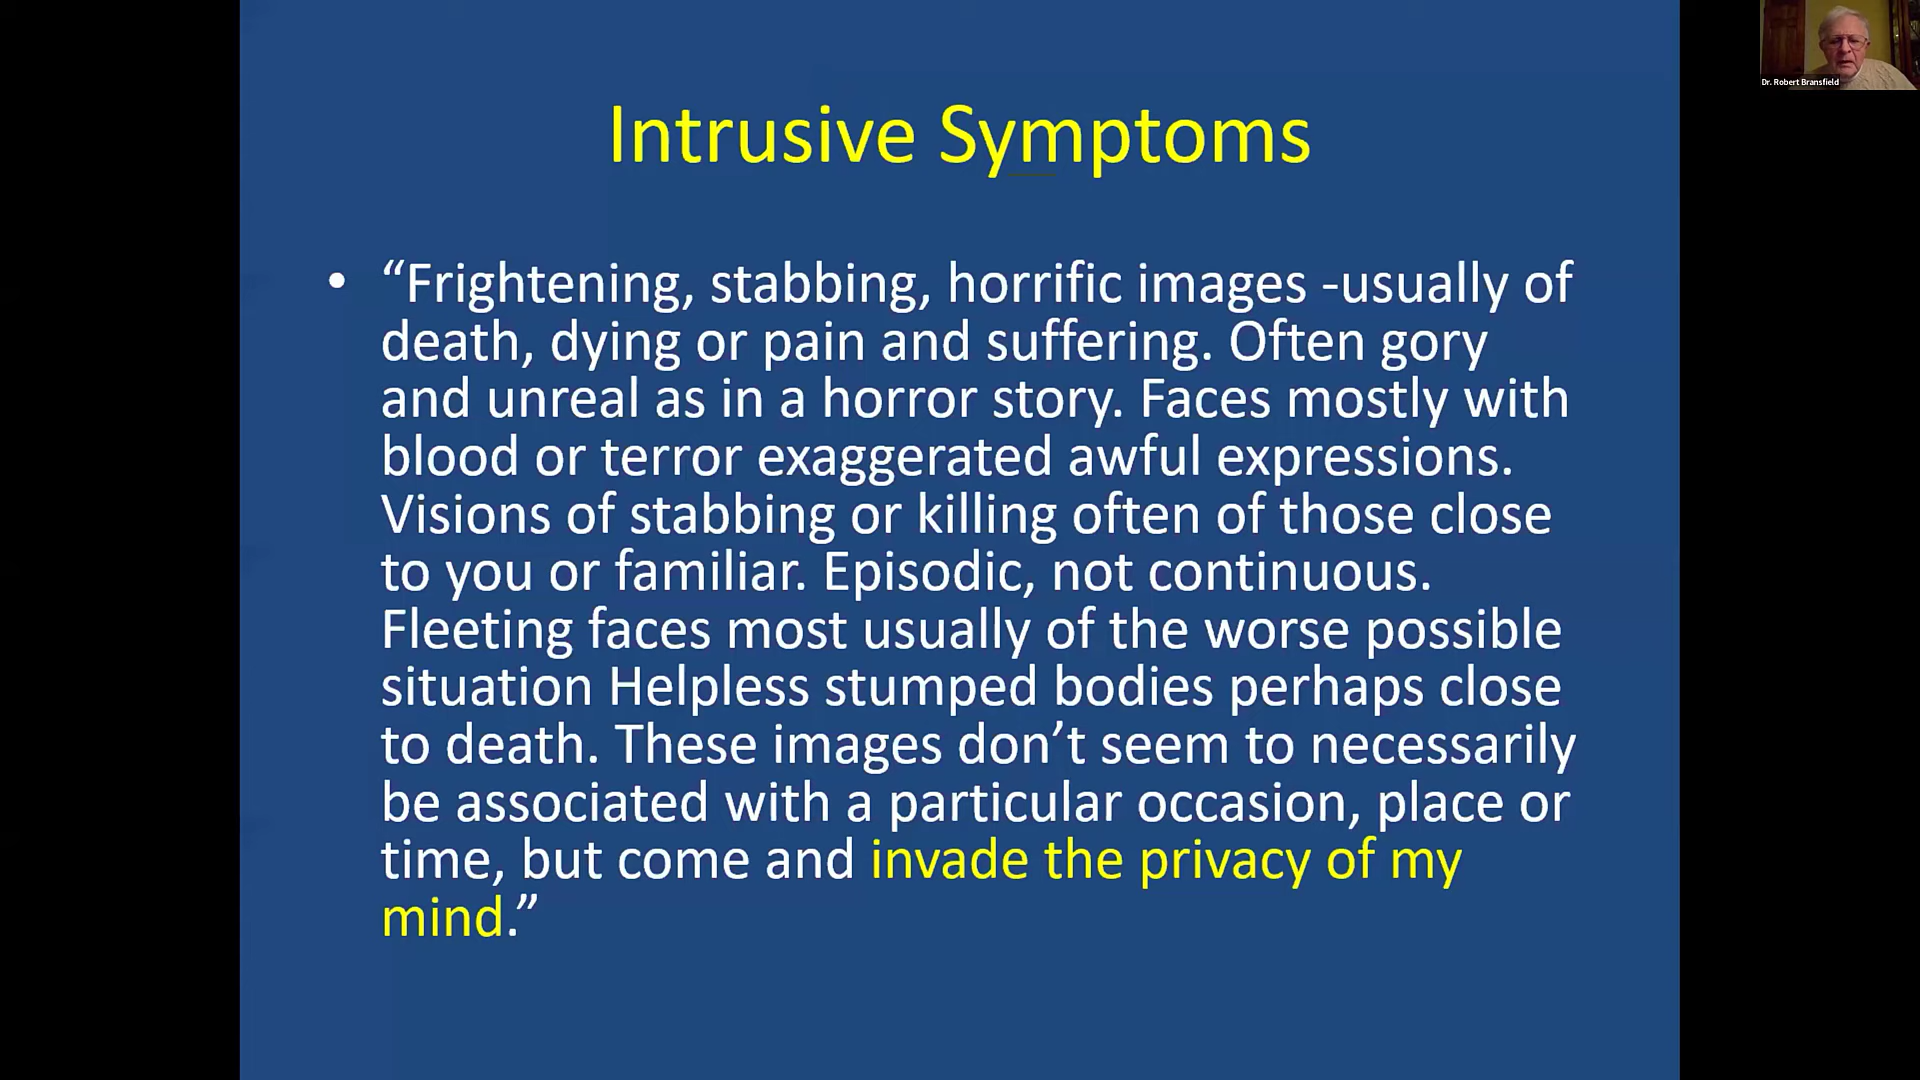 Dr. Robert Bransfield
Intrusive Symptoms
• “Frightening, stabbing, horrific images -usually of
death, dying or pain and suffering. Often gory
and unreal as in a horror story. Faces mostly with
blood or terror exaggerated awful expressions.
Visions of stabbing or killing often of those close
to you or familiar. Episodic, not continuous.
Fleeting faces most usually of the worse possible
situation Helpless stumped bodies perhaps close
to death. These images don’t seem to necessarily
be associated with a particular occasion, place or
time, but come and invade the privacy of my
mind.”